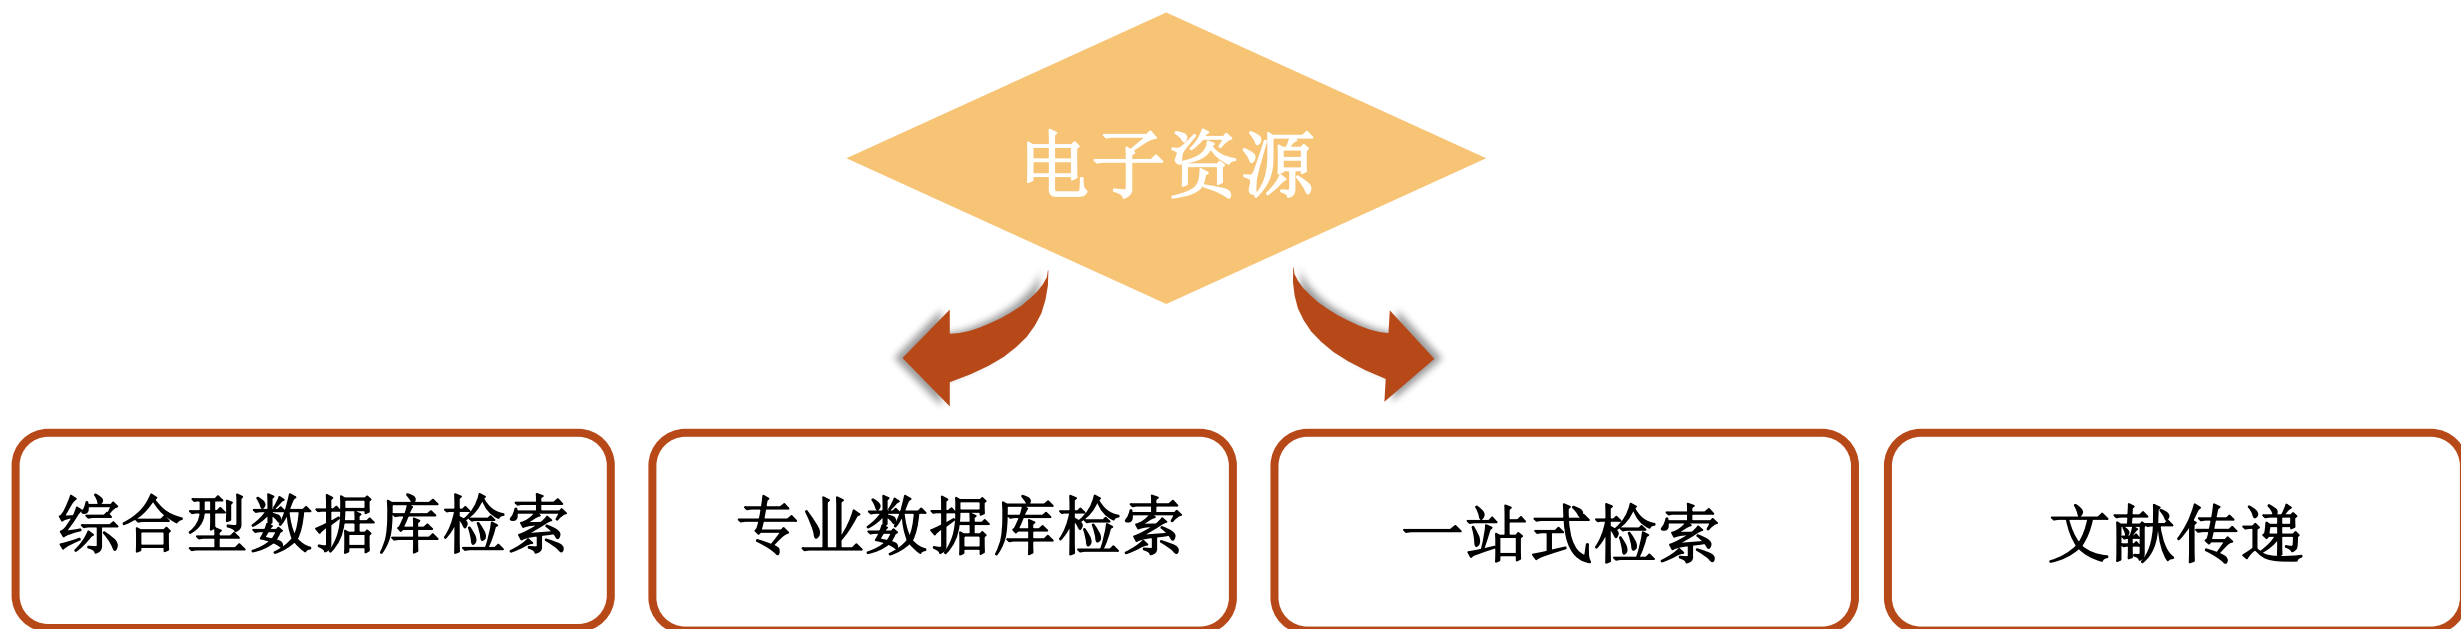 电子资源
综合型数据库检索
专业数据库检索
一站式检索
文献传递